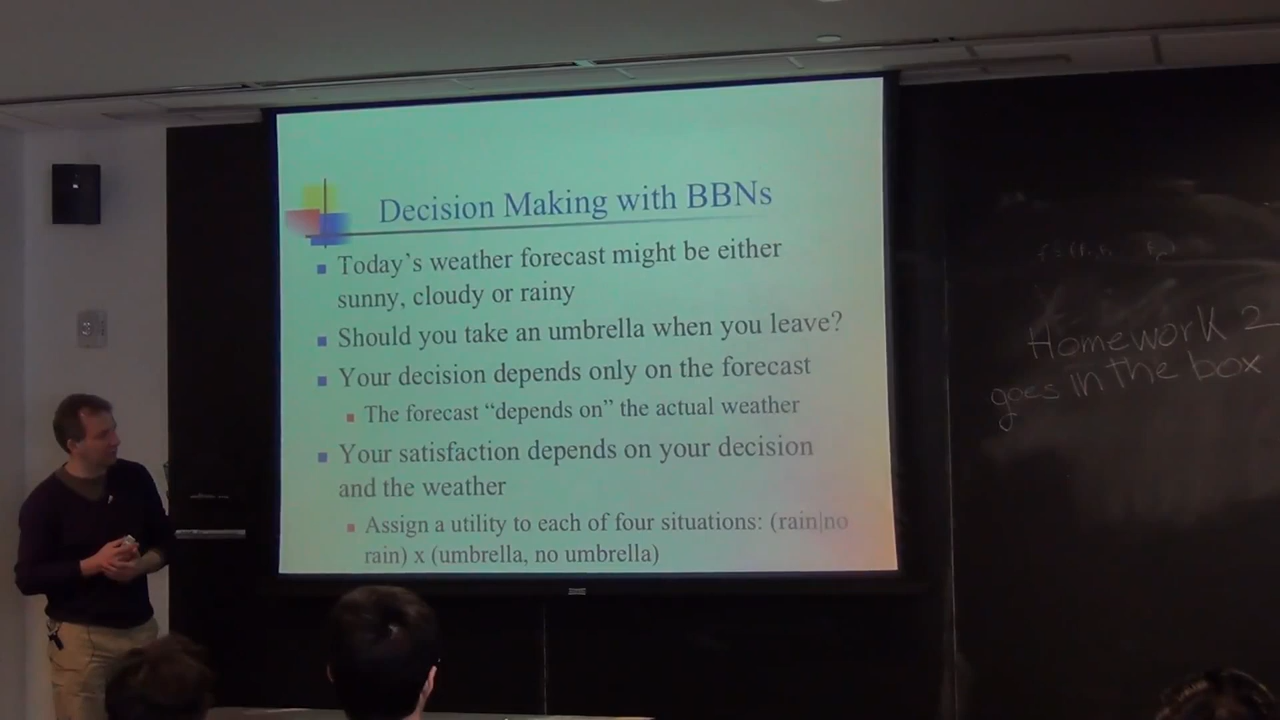 Decision Making with BBNs
Today's weather forecast might be either
sunny, cloudy or rainy
Should you take an umbrella when you leave?
Your decision depends only on the forecast
The forecast “depends on” the actual weather
Your satisfaction depends on your decision
and the weather
Assign a utility to each of four situations: (rain|no
rain) x (umbrella, no umbrella)
Homework 2
goes in the box